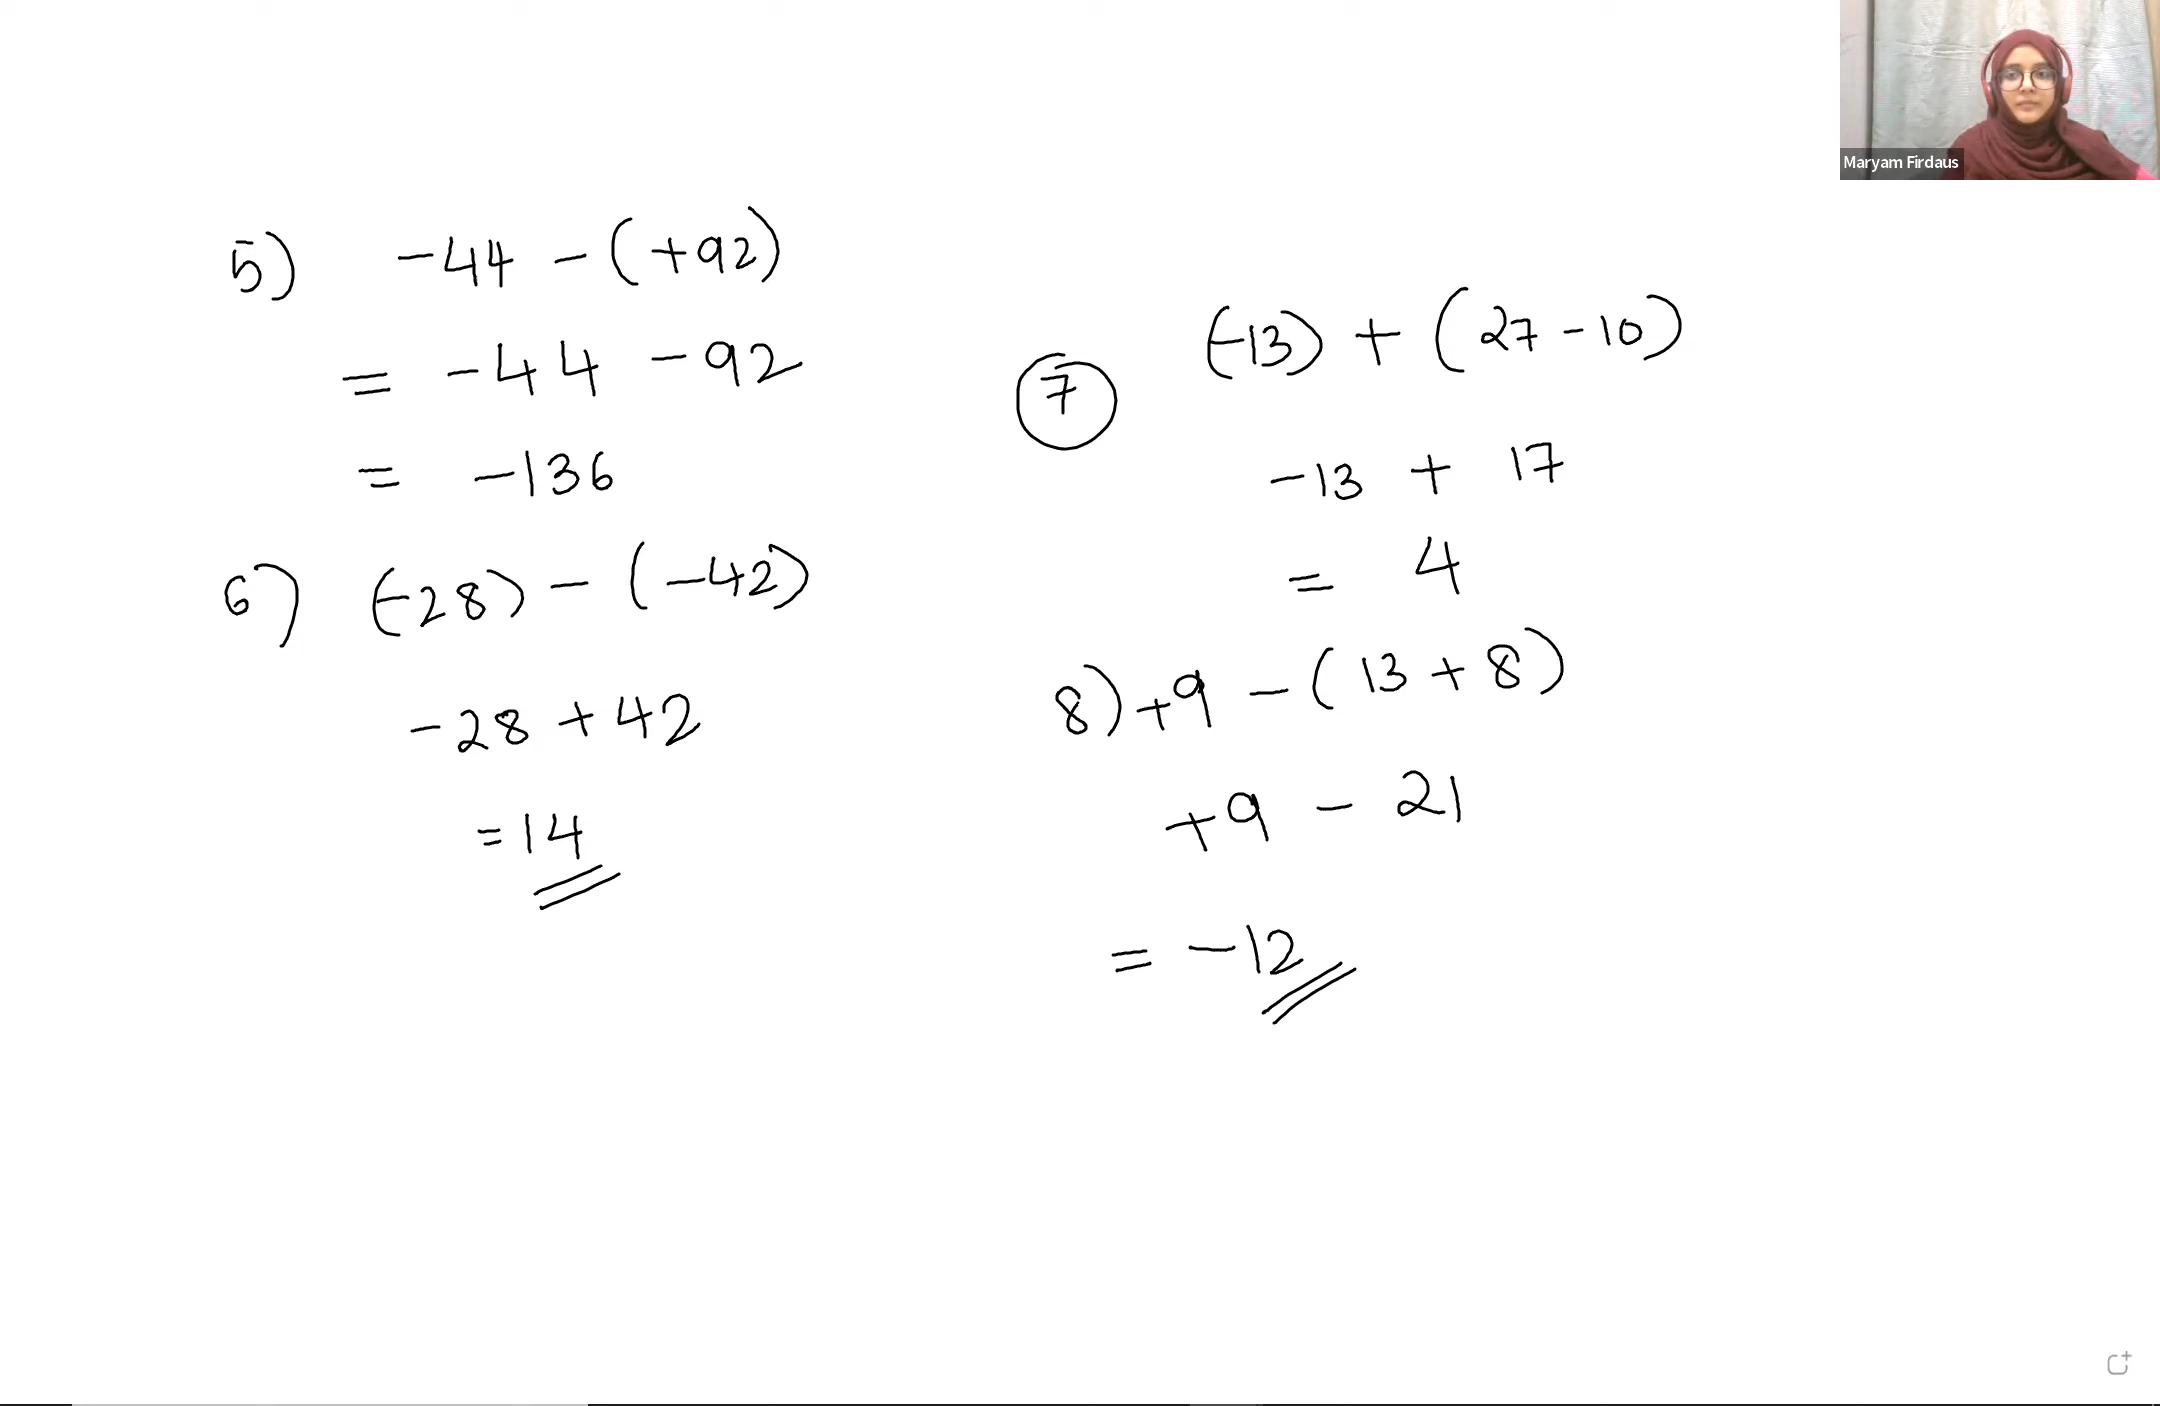 Maryam Firdaus
5) -44 - (+92)
= -44 -92
= -136
6) (-28) - (-42)
-28 + 42
= 14
7 (-13) + (27 - 10)
-13 + 17
= 4
8) +9 - (13 + 8)
+9 - 21
= -12